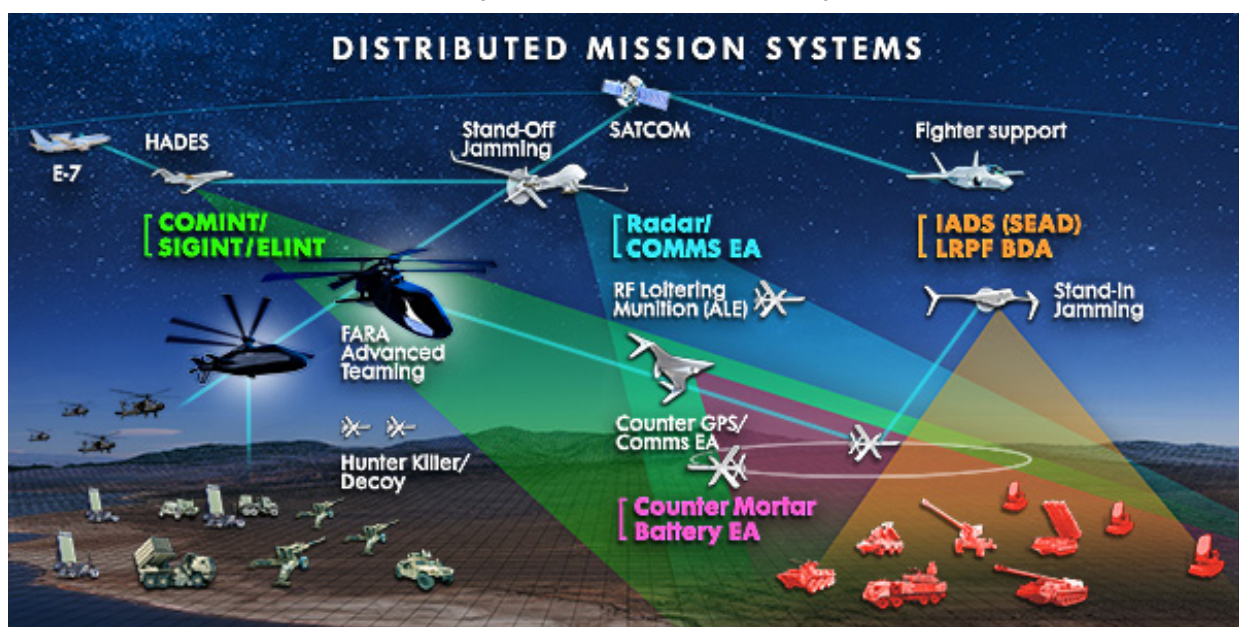 DISTRIBUTED MISSION SYSTEMS
E-7
HADES
Stand-Off
Jamming
SATCOM
Fighter support
COMINT/
SIGINT/ELINT
Radar/
COMMS EA
IADS (SEAD)
LRPF BDA
RF Loitering
Munition (ALE)
Stand-In
Jamming
FARA
Advanced
Teaming
Counter GPS/
Comms EA
Hunter Killer/
Decoy
Counter Mortar
Battery EA